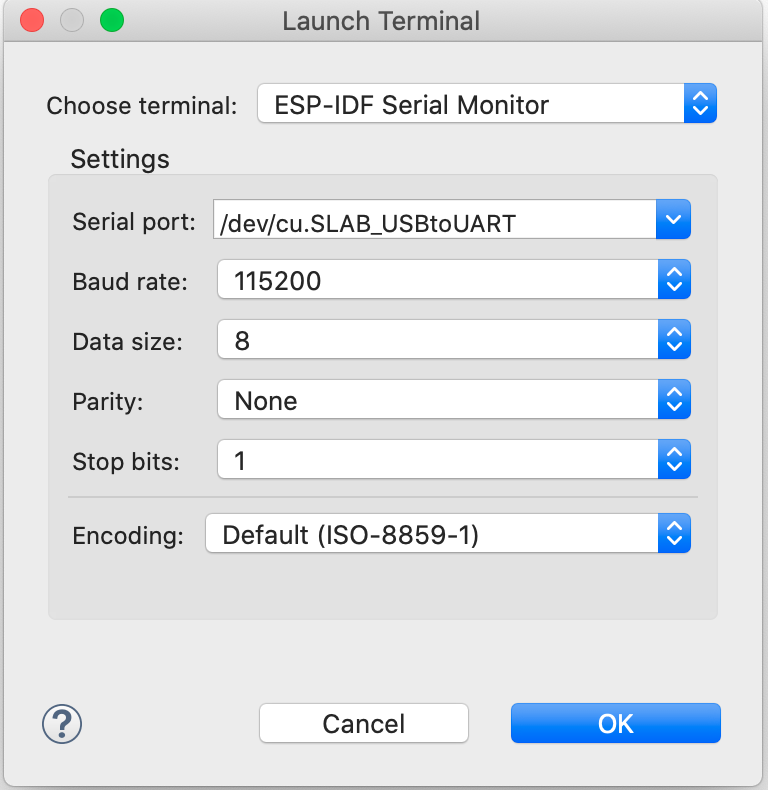 Launch Terminal
Choose terminal: ESP-IDF Serial Monitor
Settings
Serial port: /dev/cu.SLAB_USBtoUART
Baud rate: 115200
Data size: 8
Parity: None
Stop bits: 1
Encoding: Default (ISO-8859-1)
? Cancel OK